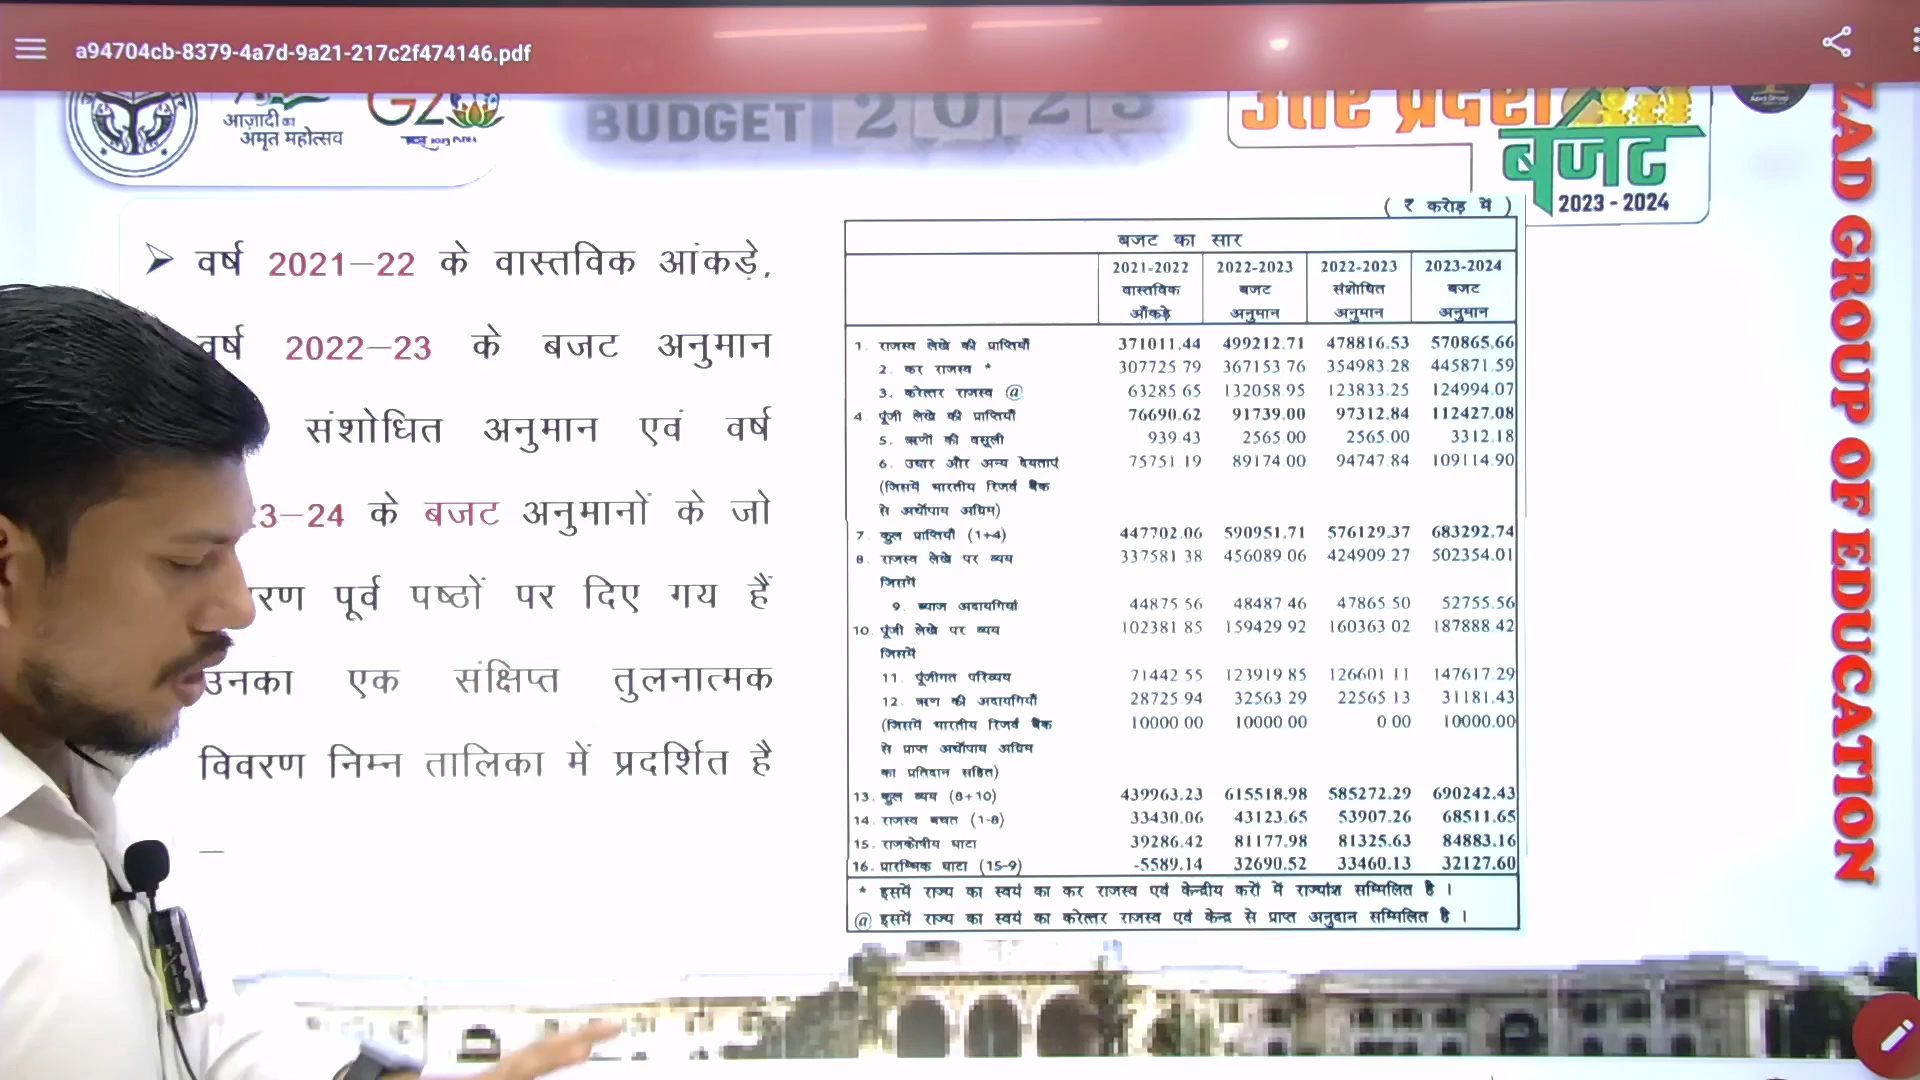 a94704cb-8379-4a7d-9a21-217c2f474146.pdf
आज़ादी का
अमृत महोत्सव
G20
BUDGET 2023
उत्तर प्रदेश
बजट
2023 - 2024
ZAD GROUP OF EDUCATION
वर्ष 2021–22 के वास्तविक आंकड़े,
वर्ष 2022–23 के बजट अनुमान
संशोधित अनुमान एवं वर्ष
23–24 के बजट अनुमानों के जो
रण पूर्व पष्ठों पर दिए गय हैं
उनका एक संक्षिप्त तुलनात्मक
विवरण निम्न तालिका में प्रदर्शित है
–
( ₹ करोड़ में )
बजट का सार
2021-2022 2022-2023 2022-2023 2023-2024
वास्तविक बजट संशोधित बजट
आँकड़े अनुमान अनुमान अनुमान
1. राजस्व लेखे की प्राप्तियाँ 371011.44 499212.71 478816.53 570865.66
2. कर राजस्व * 307725 79 367153 76 354983.28 445871.59
3. करेत्तर राजस्व @ 63285 65 132058.95 123833.25 124994.07
4 पूंजी लेखे की प्राप्तियाँ 76690.62 91739.00 97312.84 112427.08
5. ऋणों की वसूली 939.43 2565 00 2565.00 3312.18
6. उधार और अन्य देयताएं 75751 19 89174.00 94747.84 109114.90
(जिसमें भारतीय रिजर्व बैंक
से अर्थोपाय अग्रिम)
7. कुल प्राप्तियाँ (1+4) 447702.06 590951.71 576129.37 683292.74
8. राजस्व लेखे पर व्यय 337581 38 456089 06 424909.27 502354.01
जिसमें
9. ब्याज अदायगियां 44875 56 48487 46 47865.50 52755.56
10. पूंजी लेखे पर व्यय 102381 85 159429 92 160363 02 187888.42
जिसमें
11. पूंजीगत परिव्यय 71442 55 123919 85 126601 11 147617.29
12. ऋण की अदायगियाँ 28725.94 32563.29 22565.13 31181.43
(जिसमें भारतीय रिजर्व बैंक 10000 00 10000 00 0 00 10000.00
से प्राप्त अर्थोपाय अग्रिम
का प्रतिदान सहित)
13. कुल व्यय (8+10) 439963.23 615518.98 585272.29 690242.43
14. राजस्व बचत (1-8) 33430.06 43123.65 53907.26 68511.65
15. राजकोषीय घाटा 39286.42 81177.98 81325.63 84883.16
16. प्रारम्भिक घाटा (15-9) -5589.14 32690.52 33460.13 32127.60
* इसमें राज्य का स्वयं का कर राजस्व एवं केन्द्रीय करों में राज्यांश सम्मिलित है ।
@ इसमें राज्य का स्वयं का करेत्तर राजस्व एवं केन्द्र से प्राप्त अनुदान सम्मिलित है ।